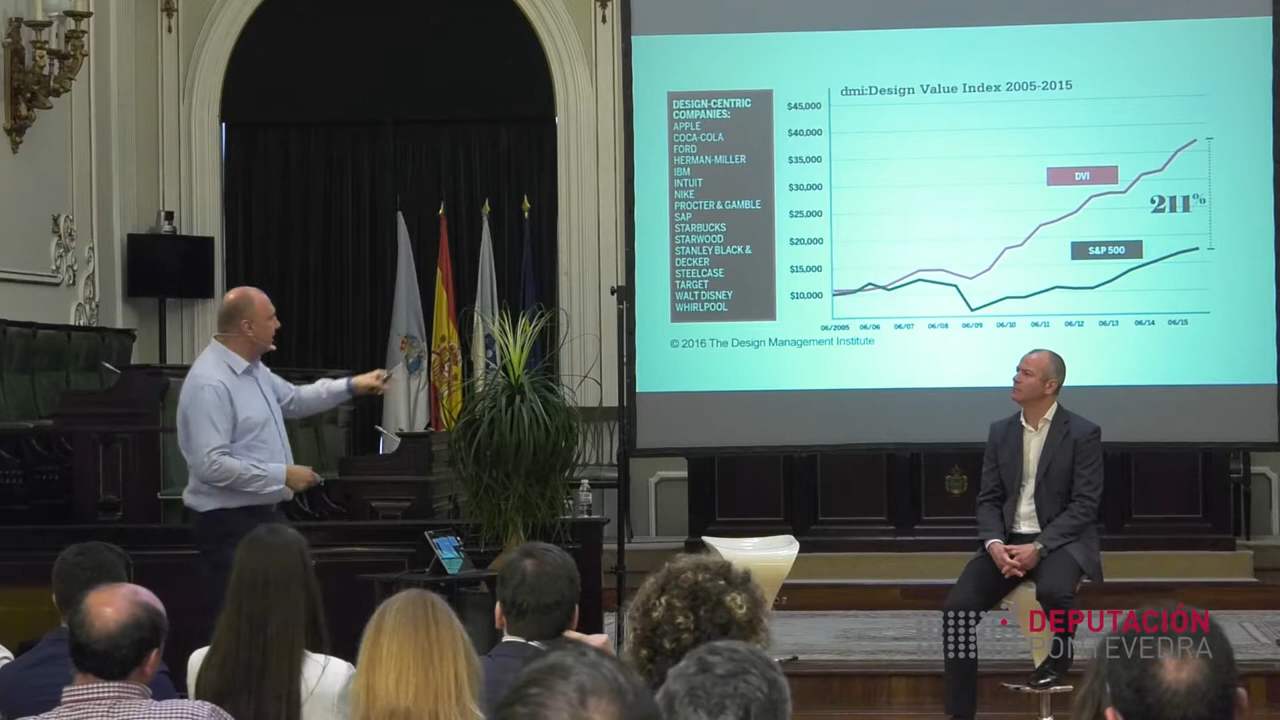 DESIGN-CENTRIC
COMPANIES:
APPLE
COCA-COLA
FORD
HERMAN-MILLER
IBM
INTUIT
NIKE
PROCTER & GAMBLE
SAP
STARBUCKS
STARWOOD
STANLEY BLACK &
DECKER
STEELCASE
TARGET
WALT DISNEY
WHIRLPOOL
dmi:Design Value Index 2005-2015
$45,000
$40,000
$35,000
$30,000
$25,000
$20,000
$15,000
$10,000
DVI
211%
S&P 500
06/2005 06/06 06/07 06/08 06/09 06/10 06/11 06/12 06/13 06/14 06/15
© 2016 The Design Management Institute
DEPUTACIÓN
PONTEVEDRA